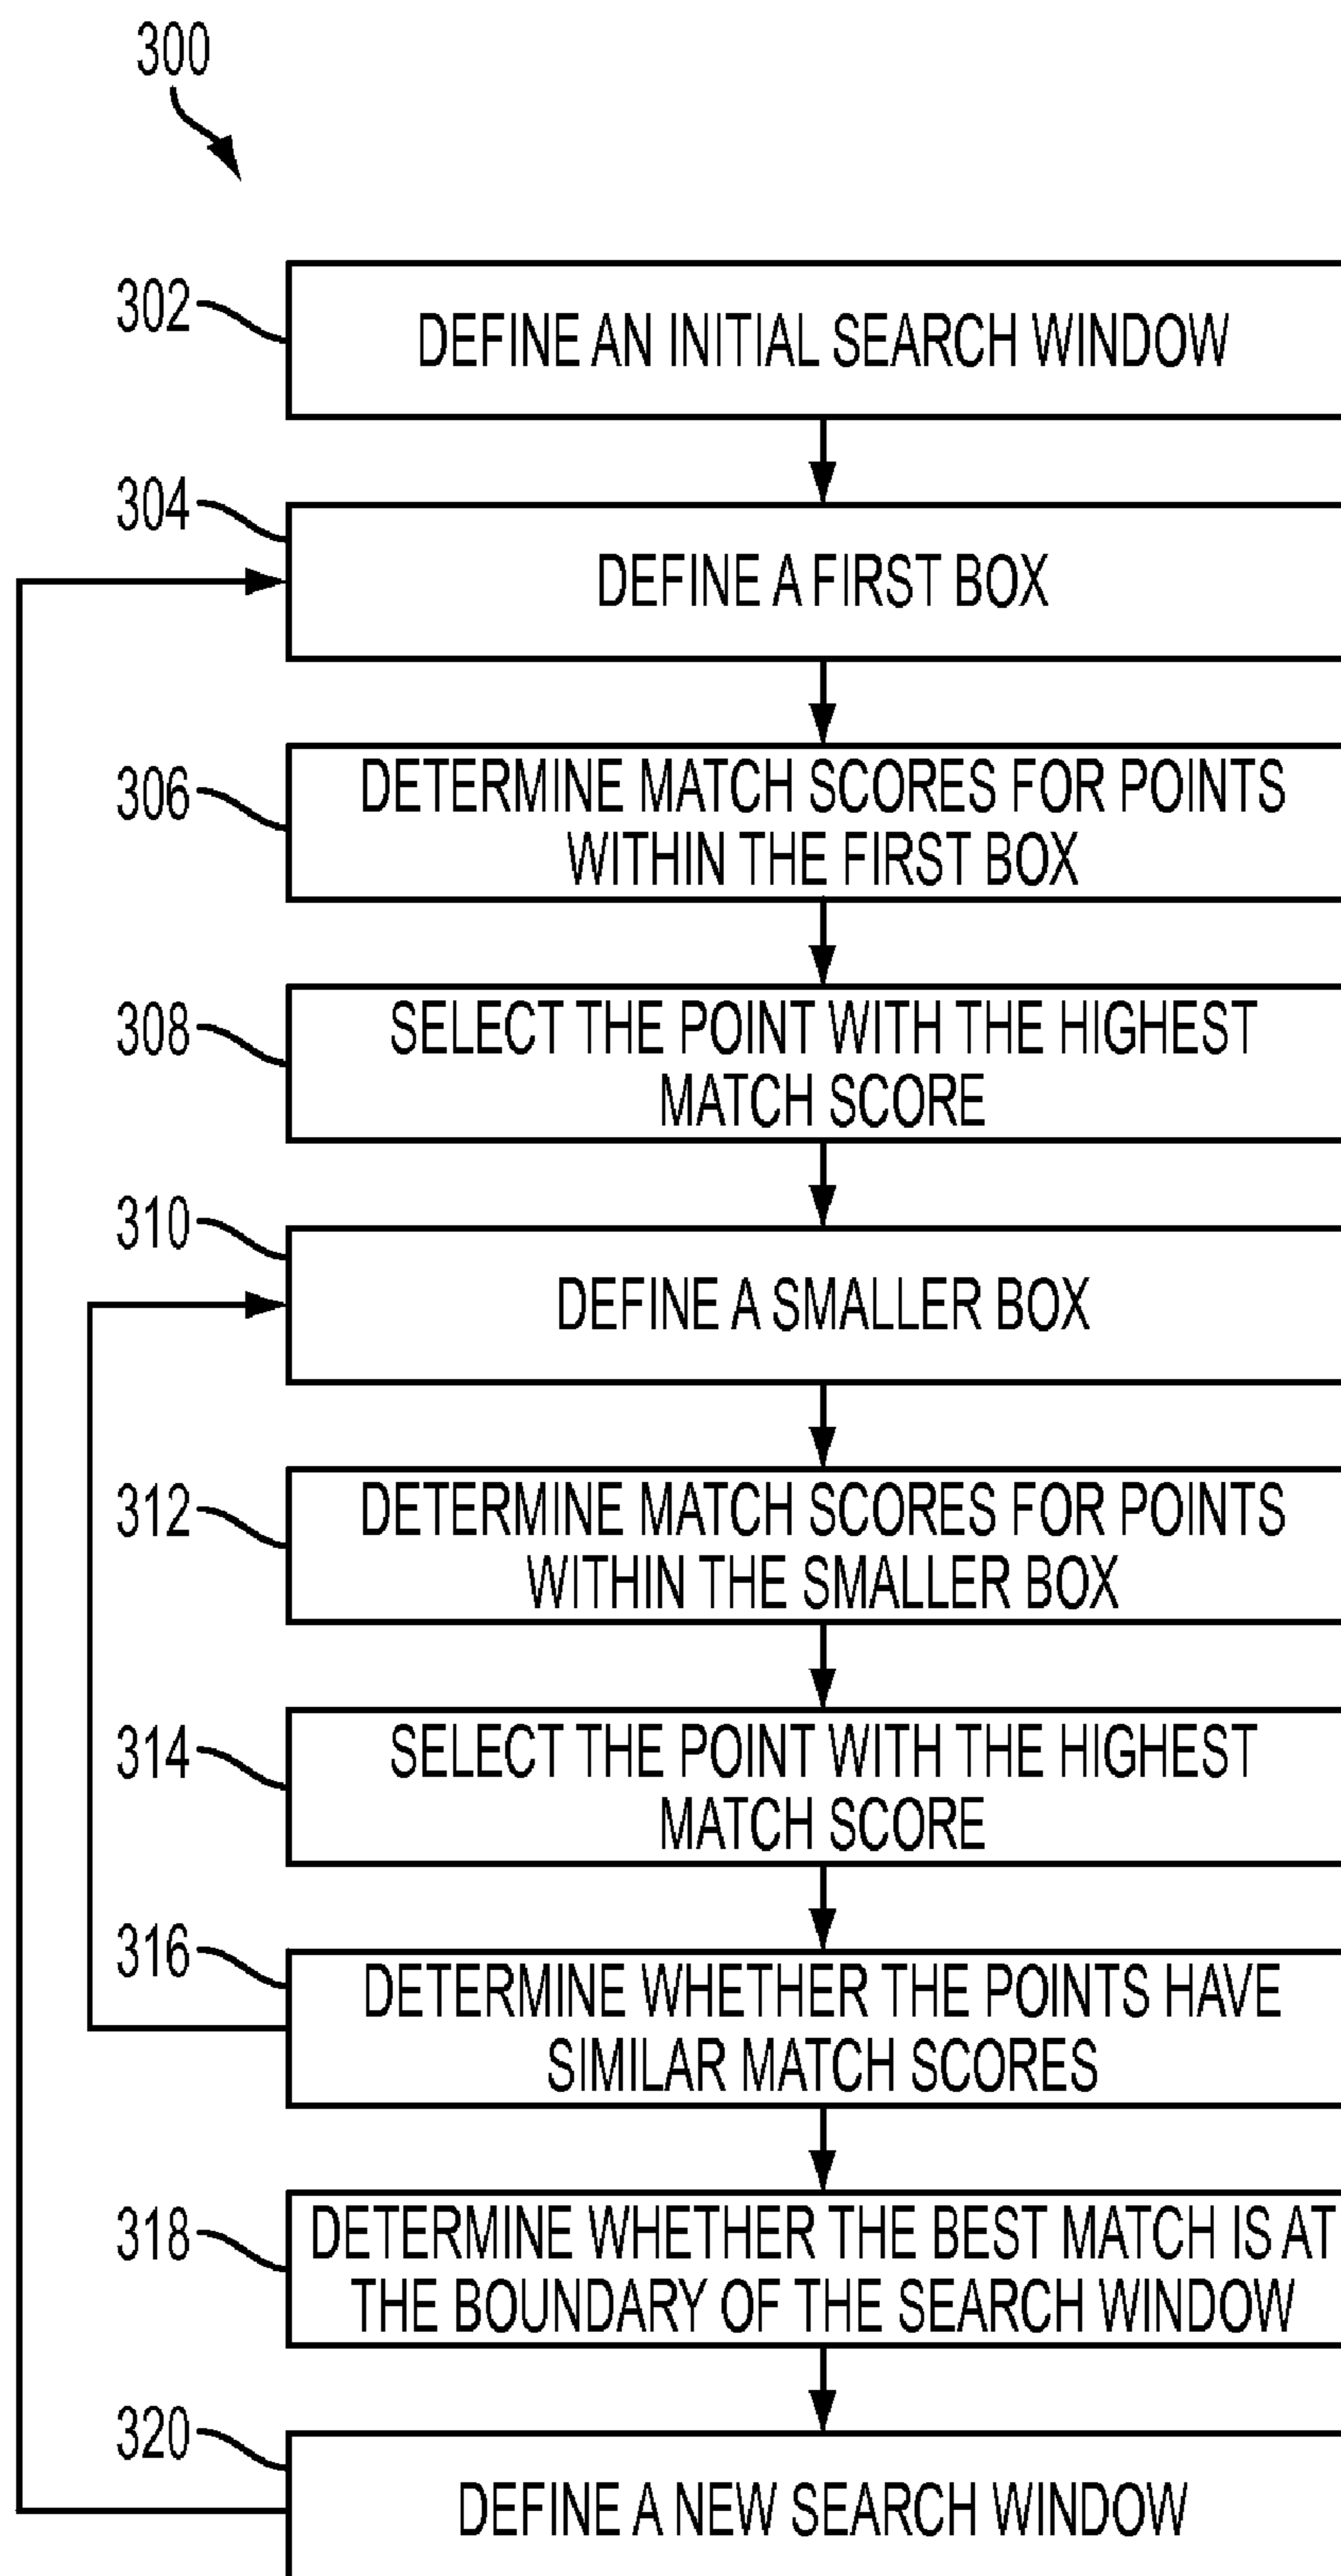 300
302
DEFINE AN INITIAL SEARCH WINDOW
304
DEFINE A FIRST BOX
306
DETERMINE MATCH SCORES FOR POINTS
WITHIN THE FIRST BOX
308
SELECT THE POINT WITH THE HIGHEST
MATCH SCORE
310
DEFINE A SMALLER BOX
312
DETERMINE MATCH SCORES FOR POINTS
WITHIN THE SMALLER BOX
314
SELECT THE POINT WITH THE HIGHEST
MATCH SCORE
316
DETERMINE WHETHER THE POINTS HAVE
SIMILAR MATCH SCORES
318
DETERMINE WHETHER THE BEST MATCH IS AT
THE BOUNDARY OF THE SEARCH WINDOW
320
DEFINE A NEW SEARCH WINDOW